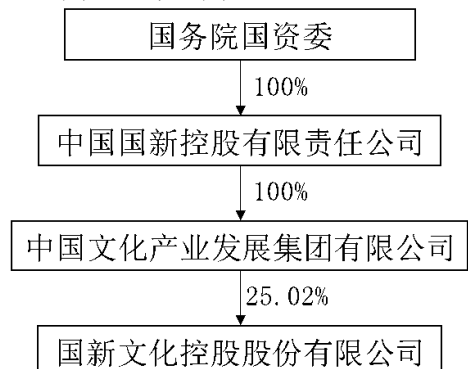 国务院国资委
100%
中国国新控股有限责任公司
100%
中国文化产业发展集团有限公司
25.02%
国新文化控股股份有限公司